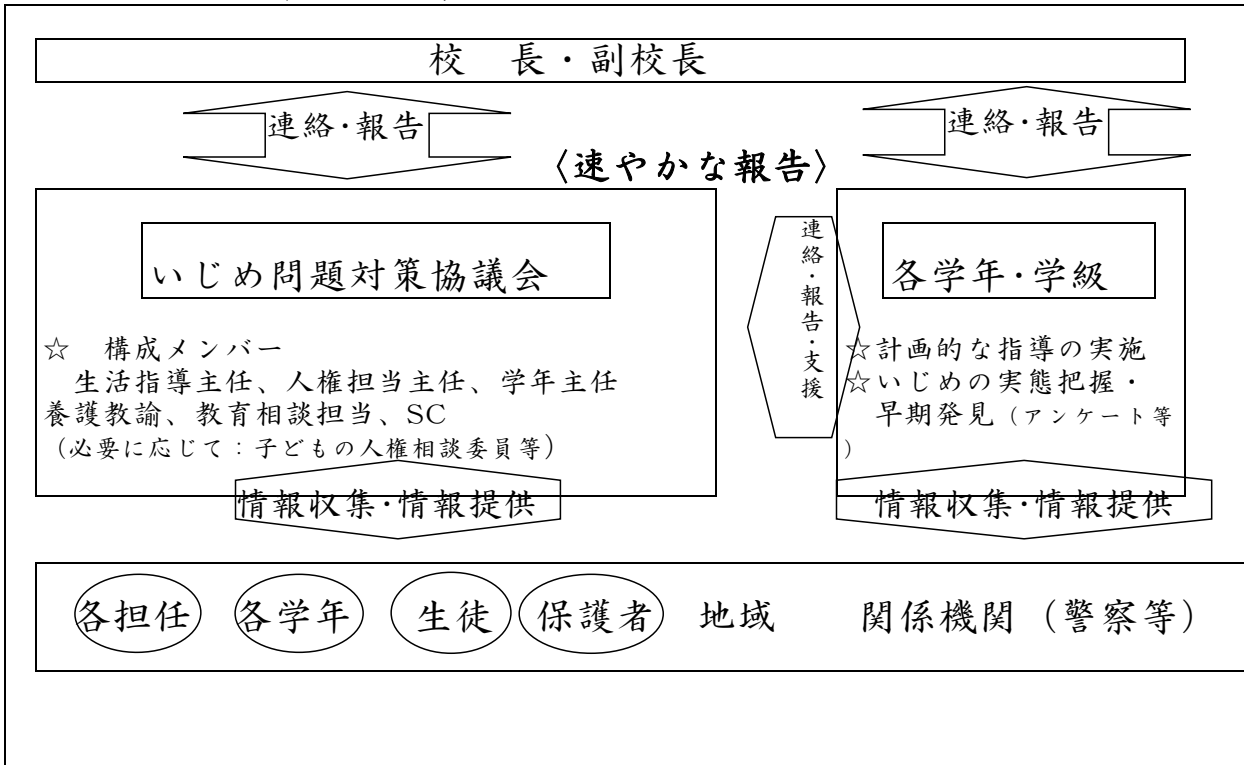 校　長・副校長
連絡・報告
連絡・報告
〈速やかな報告〉
いじめ問題対策協議会
☆　構成メンバー
生活指導主任、人権担当主任、学年主任
養護教諭、教育相談担当、SC
（必要に応じて：子どもの人権相談委員等）
連絡・報告・支援
各学年・学級
☆計画的な指導の実施
☆いじめの実態把握・
早期発見（アンケート等
）
情報収集・情報提供
情報収集・情報提供
各担任　各学年　生徒　保護者　地域　関係機関（警察等）